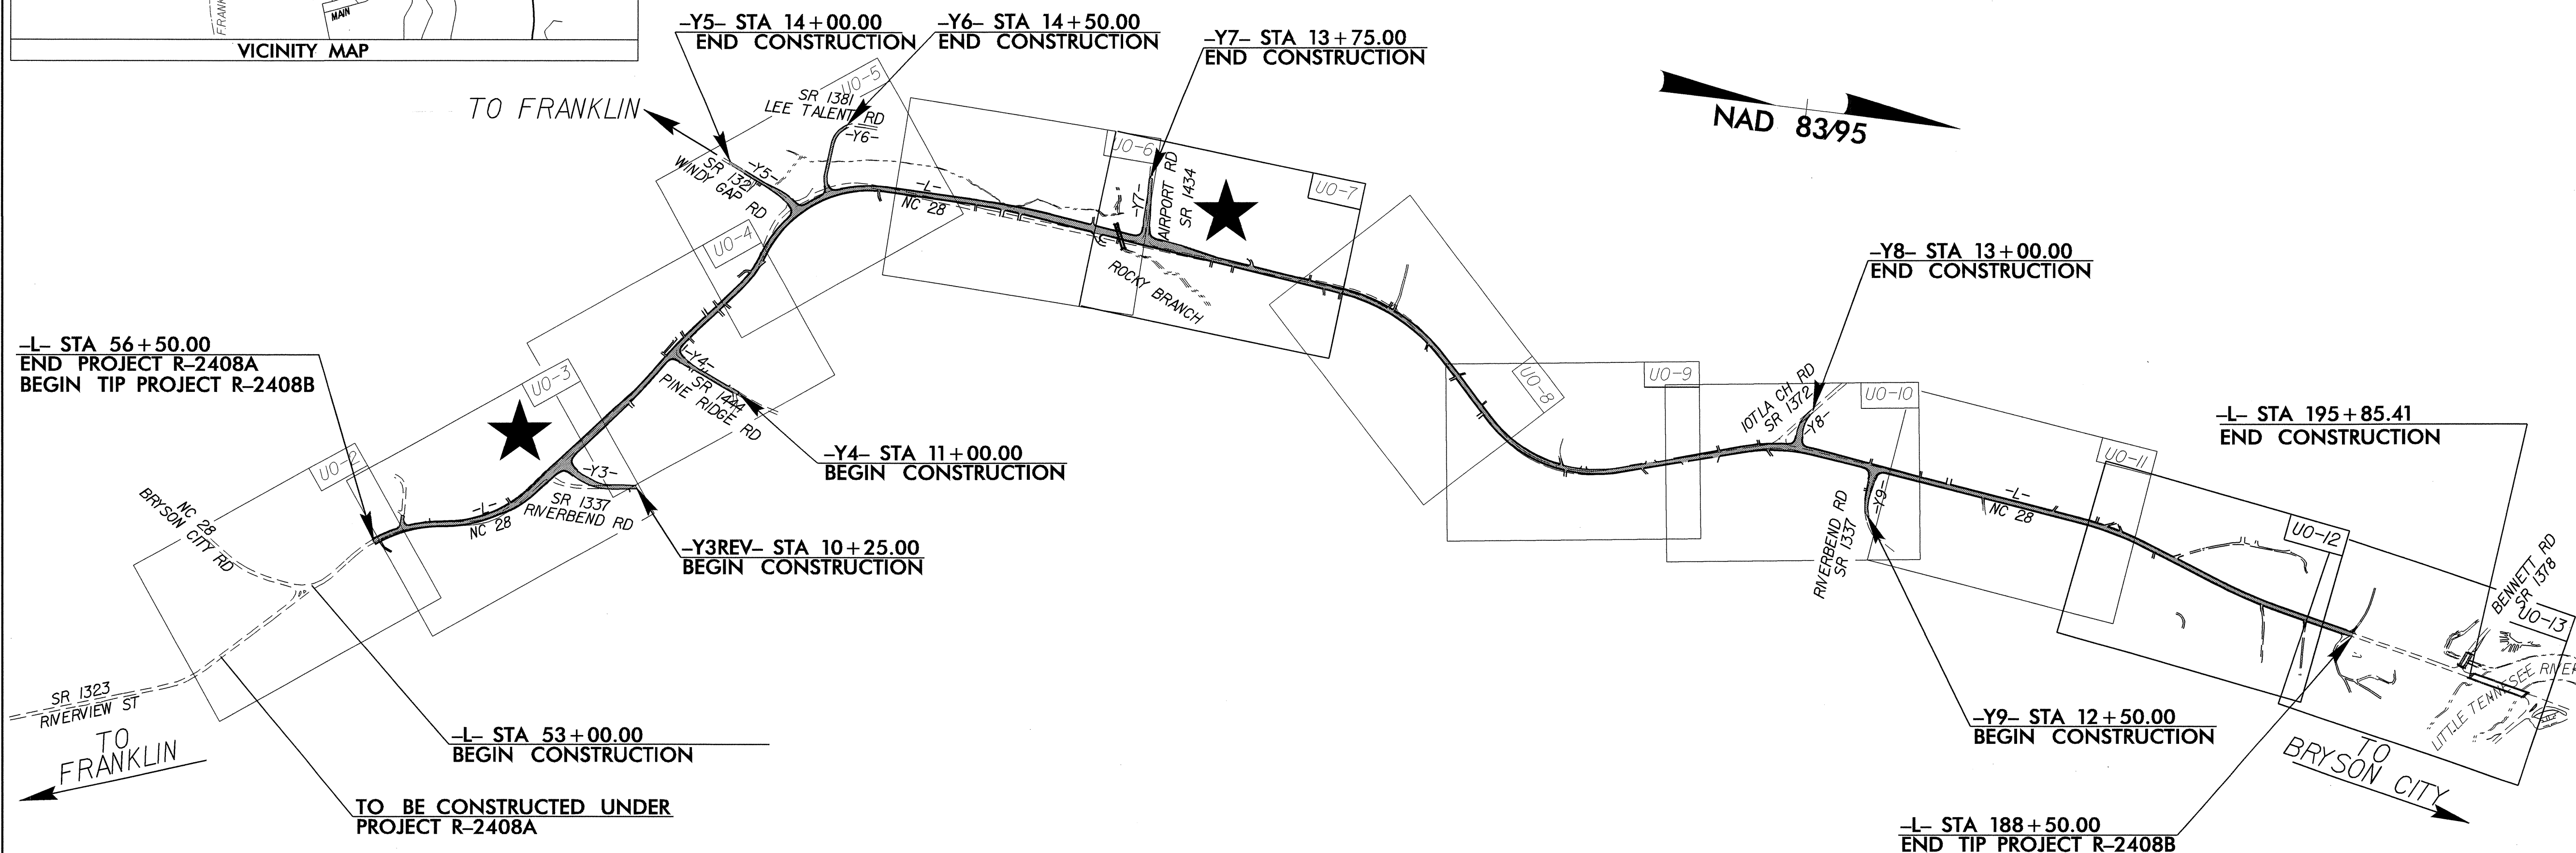 FRANKL
MAIN
VICINITY MAP
–Y5– STA 14+00.00
END CONSTRUCTION
–Y6– STA 14+50.00
END CONSTRUCTION
–Y7– STA 13+75.00
END CONSTRUCTION
TO FRANKLIN
UO-5
SR 1381
LEE TALENT RD
–Y6–
–Y5–
SR 1321
WINDY GAP RD
–L–
NC 28
UO-6
–Y7–
AIRPORT RD
SR 1434
UO-7
ROCKY BRANCH
NAD 83/95
–Y8– STA 13+00.00
END CONSTRUCTION
UO-4
–L– STA 56+50.00
END PROJECT R–2408A
BEGIN TIP PROJECT R–2408B
UO-3
–Y4–
SR 1444
PINE RIDGE RD
–Y4– STA 11+00.00
BEGIN CONSTRUCTION
UO-2
NC 28
BRYSON CITY RD
–L–
NC 28
–Y3–
SR 1337
RIVERBEND RD
–Y3REV– STA 10+25.00
BEGIN CONSTRUCTION
UO-8
UO-9
IOTLA CH RD
SR 1372
–Y8–
UO-10
–L– STA 195+85.41
END CONSTRUCTION
RIVERBEND RD
SR 1337
–Y9–
–L–
NC 28
UO-11
UO-12
BENNETT RD
SR 1378
UO-13
LITTLE TENNESEE RIVER
SR 1323
RIVERVIEW ST
TO
FRANKLIN
–L– STA 53+00.00
BEGIN CONSTRUCTION
TO BE CONSTRUCTED UNDER
PROJECT R–2408A
–Y9– STA 12+50.00
BEGIN CONSTRUCTION
TO
BRYSON CITY
–L– STA 188+50.00
END TIP PROJECT R–2408B